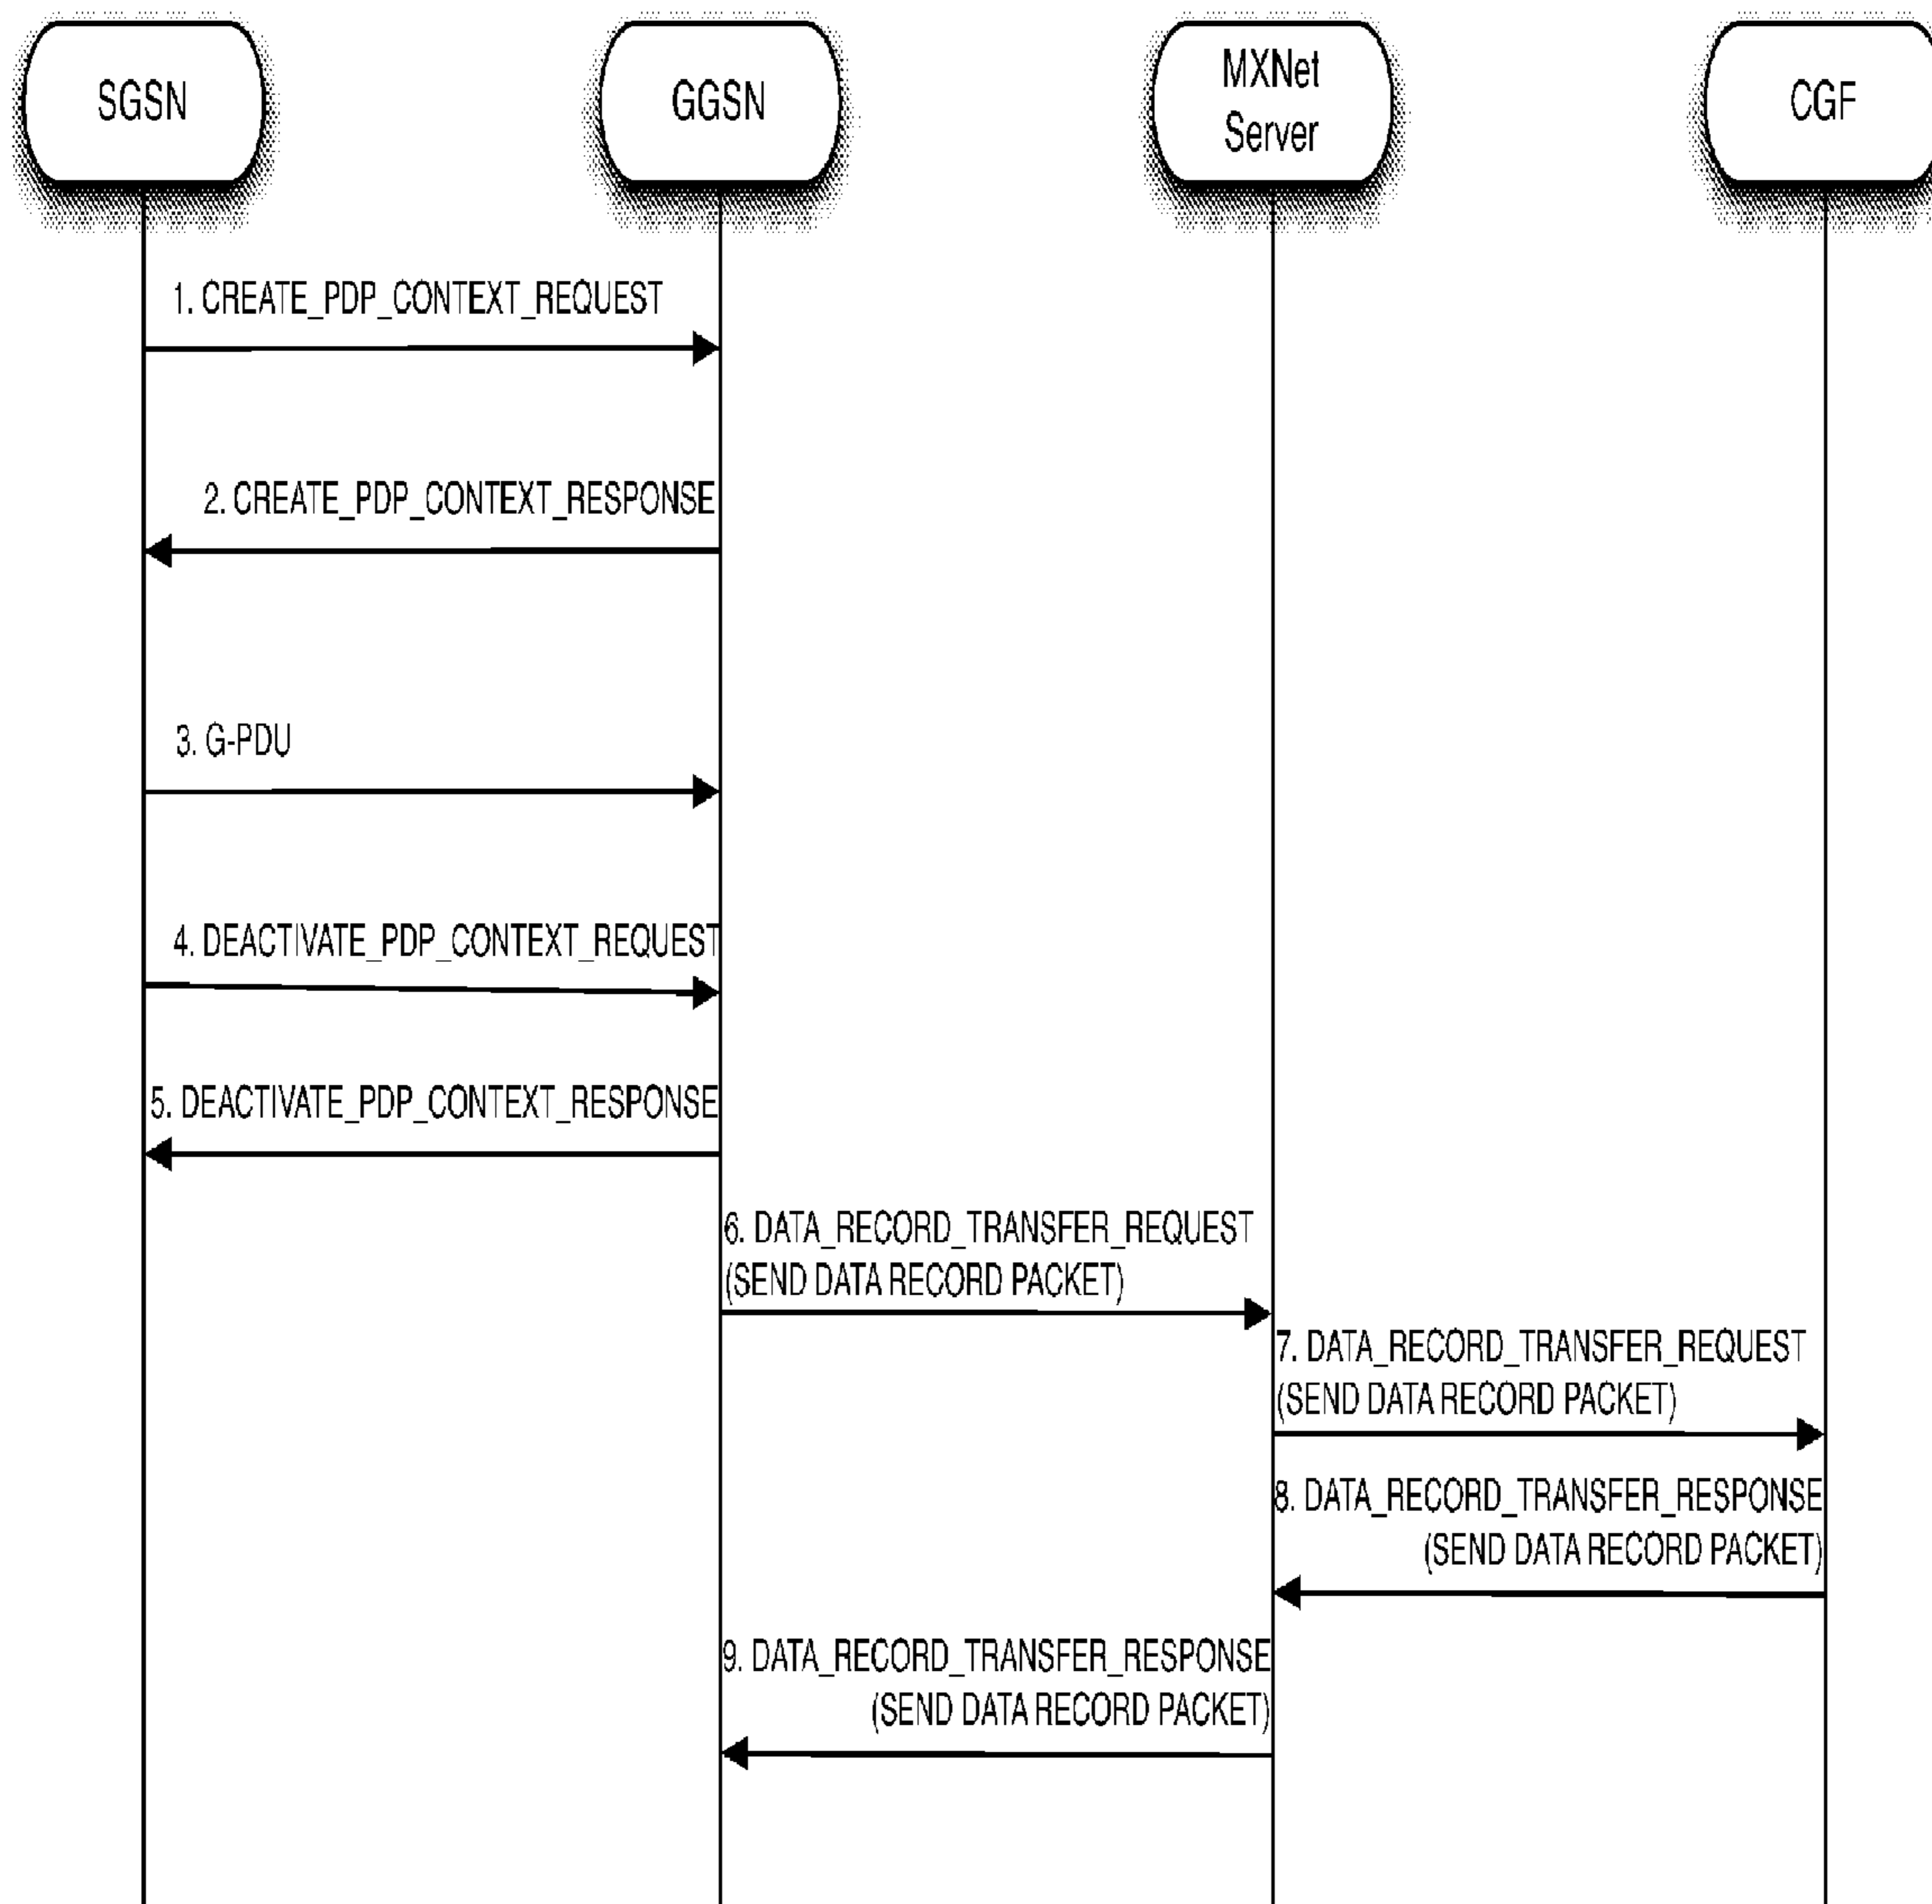 SGSN
GGSN
MXNet
Server
CGF
1. CREATE_PDP_CONTEXT_REQUEST
2. CREATE_PDP_CONTEXT_RESPONSE
3. G-PDU
4. DEACTIVATE_PDP_CONTEXT_REQUEST
5. DEACTIVATE_PDP_CONTEXT_RESPONSE
6. DATA_RECORD_TRANSFER_REQUEST
(SEND DATA RECORD PACKET)
7. DATA_RECORD_TRANSFER_REQUEST
(SEND DATA RECORD PACKET)
8. DATA_RECORD_TRANSFER_RESPONSE
(SEND DATA RECORD PACKET)
9. DATA_RECORD_TRANSFER_RESPONSE
(SEND DATA RECORD PACKET)